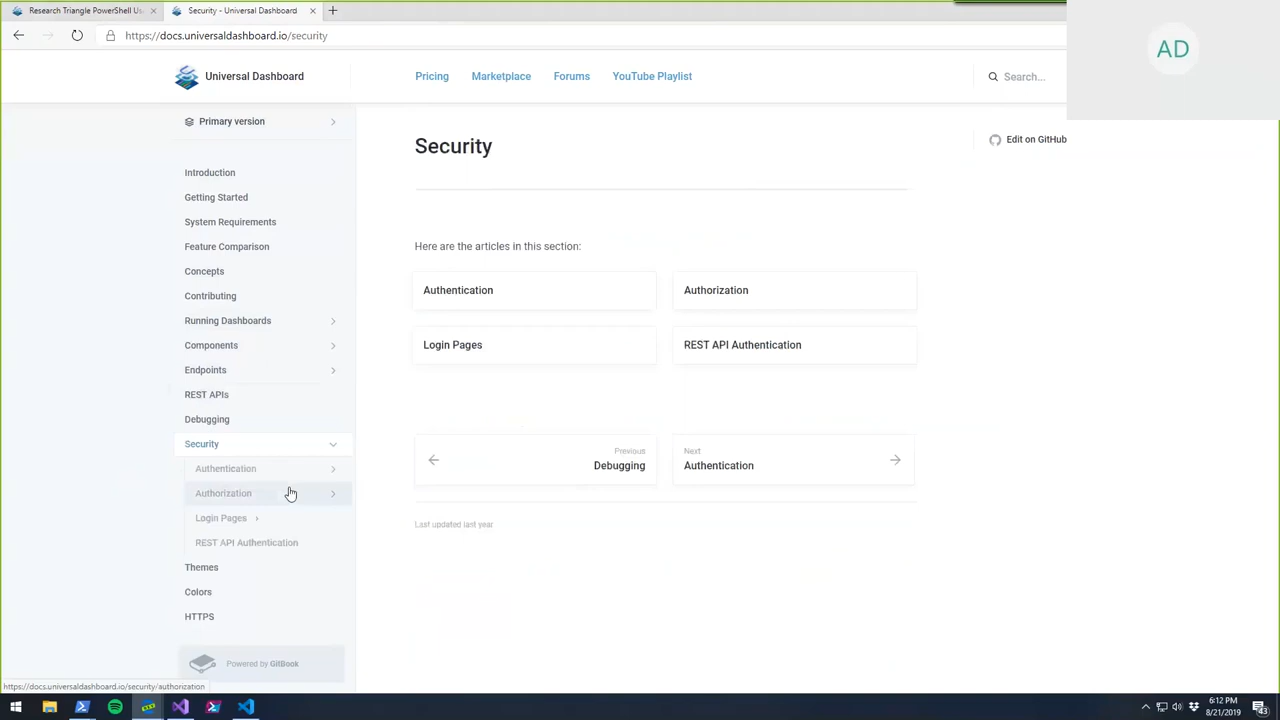 Research Triangle PowerShell Us
Security - Universal Dashboard
https://docs.universaldashboard.io/security
AD
Universal Dashboard
Pricing
Marketplace
Forums
YouTube Playlist
Search...
Primary version
Security
Edit on GitHub
Introduction
Getting Started
System Requirements
Feature Comparison
Concepts
Contributing
Running Dashboards
Components
Endpoints
REST APIs
Debugging
Security
Authentication
Authorization
Login Pages
REST API Authentication
Themes
Colors
HTTPS
Powered by GitBook
Here are the articles in this section:
Authentication
Authorization
Login Pages
REST API Authentication
Previous
Debugging
Next
Authentication
Last updated last year
https://docs.universaldashboard.io/security/authorization
6:12 PM
8/21/2019
43